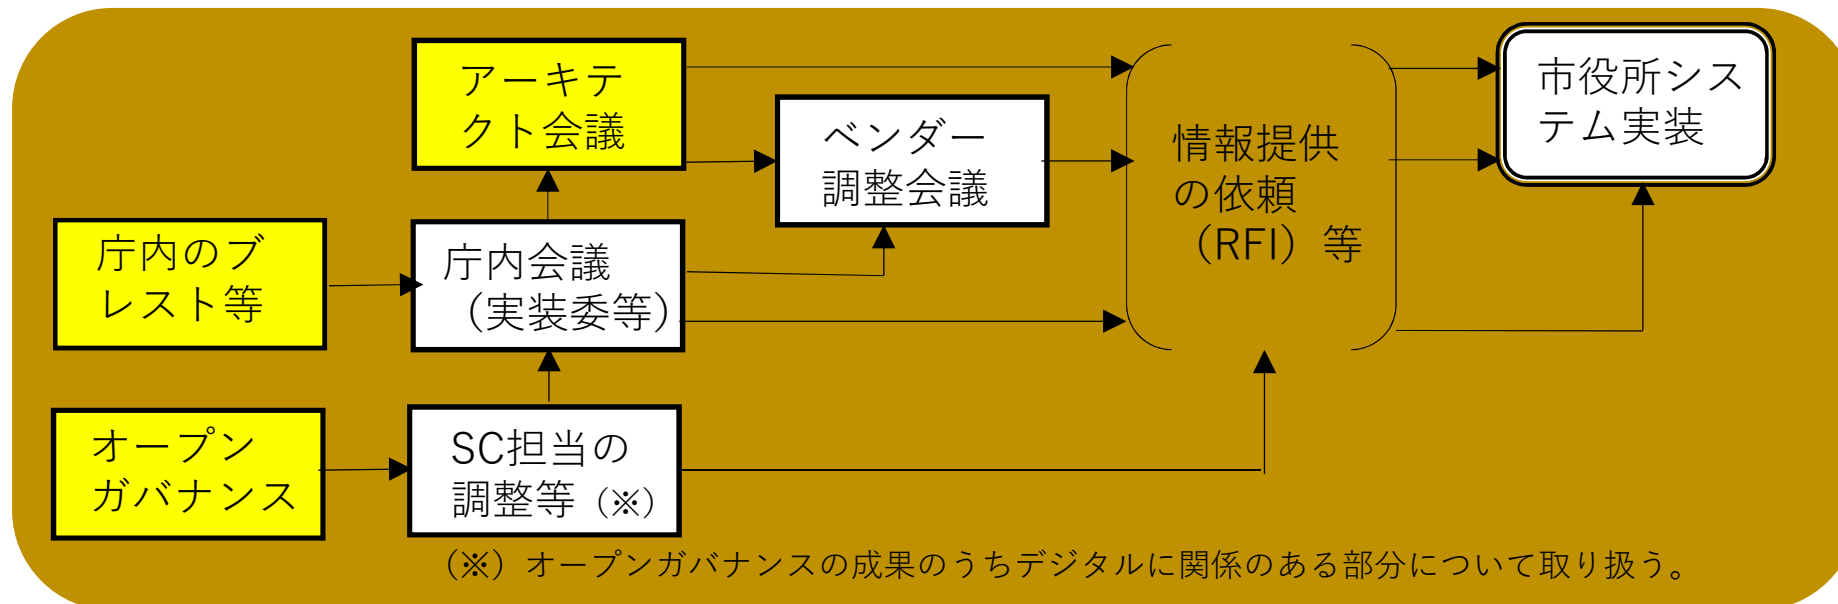 アーキテ
クト会議
ベンダー
調整会議
情報提供
の依頼
（RFI）等
市役所シス
テム実装
庁内のブ
レスト等
庁内会議
（実装委等）
オープン
ガバナンス
SC担当の
調整等（※）
（※）オープンガバナンスの成果のうちデジタルに関係のある部分について取り扱う。